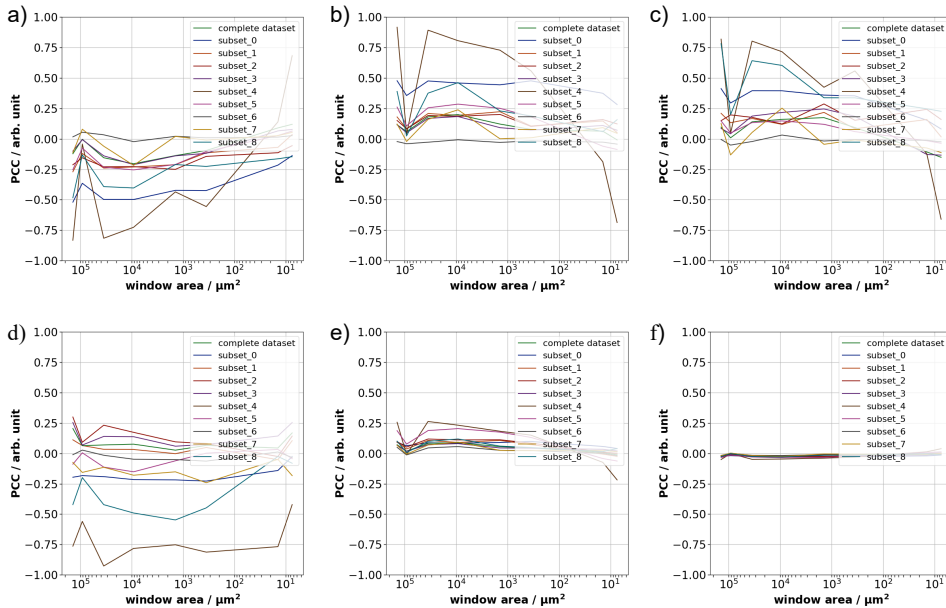 a)
PCC / arb. unit
1.00
0.75
0.50
0.25
0.00
−0.25
−0.50
−0.75
−1.00
10⁵ 10⁴ 10³ 10² 10¹
window area / μm²
complete dataset
subset_0
subset_1
subset_2
subset_3
subset_4
subset_5
subset_6
subset_7
subset_8
b)
PCC / arb. unit
1.00
0.75
0.50
0.25
0.00
−0.25
−0.50
−0.75
−1.00
10⁵ 10⁴ 10³ 10² 10¹
window area / μm²
complete dataset
subset_0
subset_1
subset_2
subset_3
subset_4
subset_5
subset_6
subset_7
subset_8
c)
PCC / arb. unit
1.00
0.75
0.50
0.25
0.00
−0.25
−0.50
−0.75
−1.00
10⁵ 10⁴ 10³ 10² 10¹
window area / μm²
complete dataset
subset_0
subset_1
subset_2
subset_3
subset_4
subset_5
subset_6
subset_7
subset_8
d)
PCC / arb. unit
1.00
0.75
0.50
0.25
0.00
−0.25
−0.50
−0.75
−1.00
10⁵ 10⁴ 10³ 10² 10¹
window area / μm²
complete dataset
subset_0
subset_1
subset_2
subset_3
subset_4
subset_5
subset_6
subset_7
subset_8
e)
PCC / arb. unit
1.00
0.75
0.50
0.25
0.00
−0.25
−0.50
−0.75
−1.00
10⁵ 10⁴ 10³ 10² 10¹
window area / μm²
complete dataset
subset_0
subset_1
subset_2
subset_3
subset_4
subset_5
subset_6
subset_7
subset_8
f)
PCC / arb. unit
1.00
0.75
0.50
0.25
0.00
−0.25
−0.50
−0.75
−1.00
10⁵ 10⁴ 10³ 10² 10¹
window area / μm²
complete dataset
subset_0
subset_1
subset_2
subset_3
subset_4
subset_5
subset_6
subset_7
subset_8